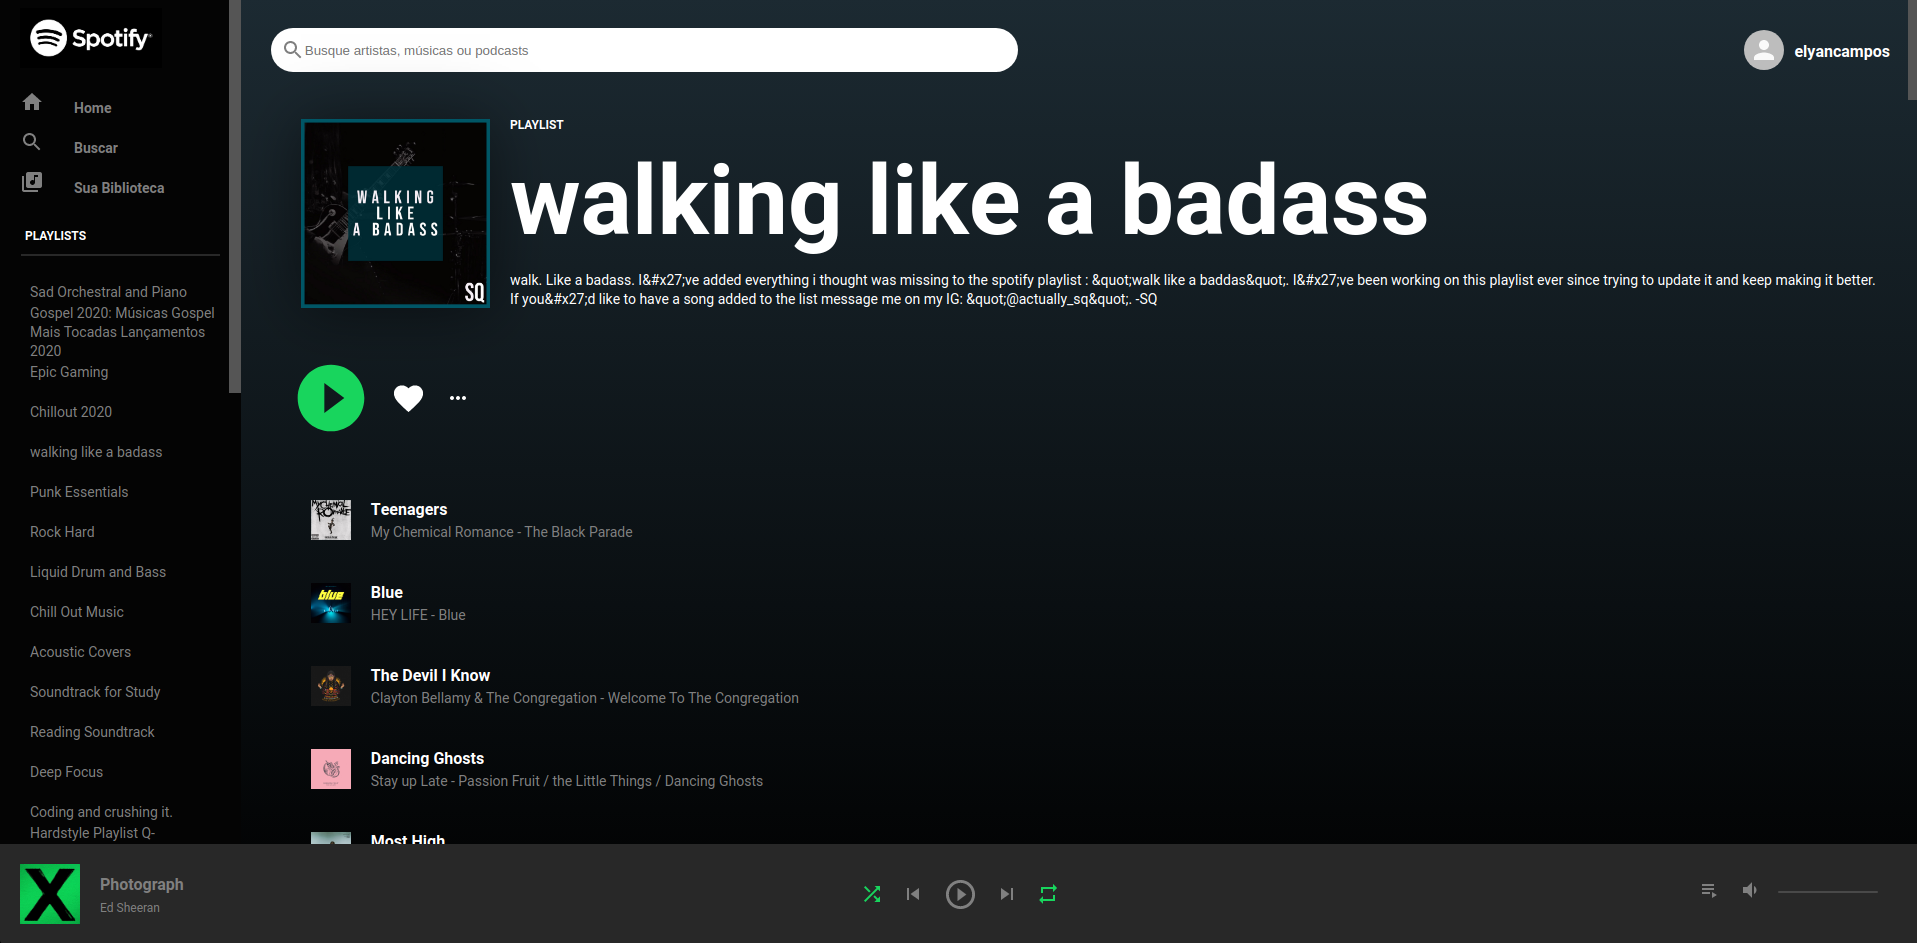 Spotify
Home
Buscar
Sua Biblioteca
PLAYLISTS
Sad Orchestral and Piano
Gospel 2020: Músicas Gospel
Mais Tocadas Lançamentos
2020
Epic Gaming
Chillout 2020
walking like a badass
Punk Essentials
Rock Hard
Liquid Drum and Bass
Chill Out Music
Acoustic Covers
Soundtrack for Study
Reading Soundtrack
Deep Focus
Coding and crushing it.
Hardstyle Playlist Q-
Busque artistas, músicas ou podcasts
elyancampos
WALKING
LIKE
A BADASS
SQ
PLAYLIST
walking like a badass
walk. Like a badass. I&#x27;ve added everything i thought was missing to the spotify playlist : &quot;walk like a baddas&quot;. I&#x27;ve been working on this playlist ever since trying to update it and keep making it better.
If you&#x27;d like to have a song added to the list message me on my IG: &quot;@actually_sq&quot;. -SQ
Teenagers
My Chemical Romance - The Black Parade
blue
Blue
HEY LIFE - Blue
The Devil I Know
Clayton Bellamy & The Congregation - Welcome To The Congregation
Dancing Ghosts
Stay up Late - Passion Fruit / the Little Things / Dancing Ghosts
Most High
X
Photograph
Ed Sheeran